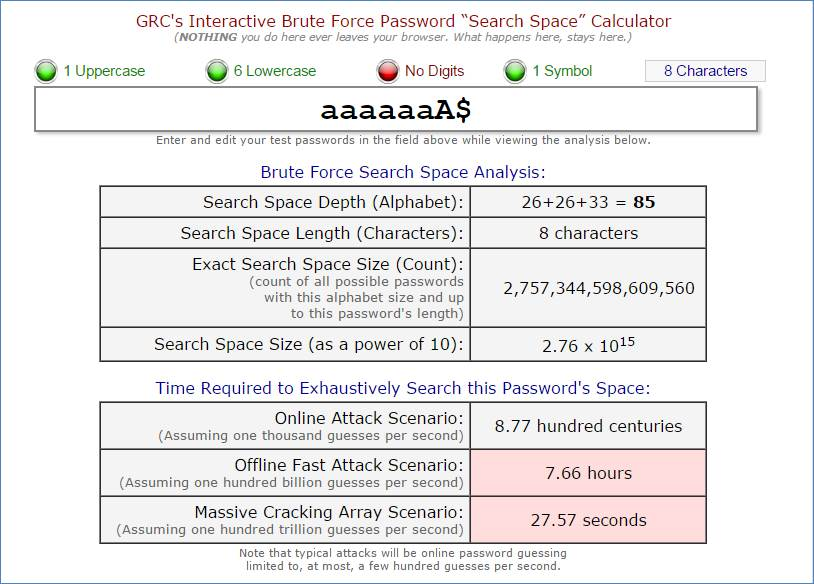 GRC's Interactive Brute Force Password “Search Space” Calculator
(NOTHING you do here ever leaves your browser. What happens here, stays here.)
1 Uppercase 6 Lowercase No Digits 1 Symbol 8 Characters
aaaaaaA$
Enter and edit your test passwords in the field above while viewing the analysis below.
Brute Force Search Space Analysis:
Search Space Depth (Alphabet): 26+26+33 = 85
Search Space Length (Characters): 8 characters
Exact Search Space Size (Count):
(count of all possible passwords
with this alphabet size and up
to this password's length)
2,757,344,598,609,560
Search Space Size (as a power of 10): 2.76 x 10¹⁵
Time Required to Exhaustively Search this Password's Space:
Online Attack Scenario:
(Assuming one thousand guesses per second)
8.77 hundred centuries
Offline Fast Attack Scenario:
(Assuming one hundred billion guesses per second)
7.66 hours
Massive Cracking Array Scenario:
(Assuming one hundred trillion guesses per second)
27.57 seconds
Note that typical attacks will be online password guessing
limited to, at most, a few hundred guesses per second.